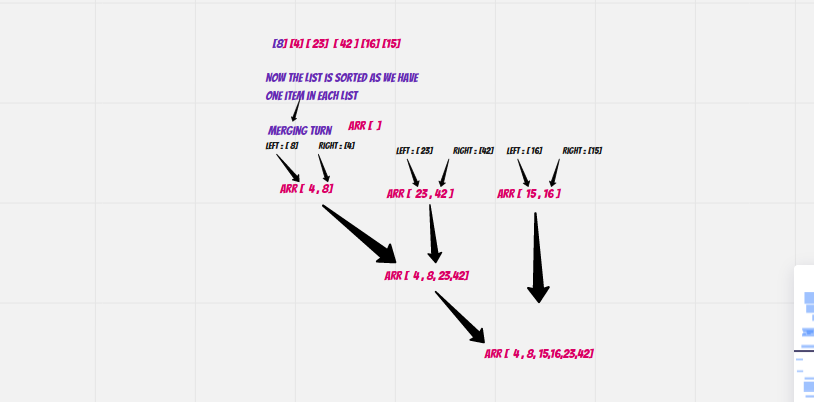 [8] [4] [ 23] [ 42 ] [16] [15]
NOW THE LIST IS SORTED AS WE HAVE
ONE ITEM IN EACH LIST
MERGING TURN ARR [ ]
LEFT : [ 8] RIGHT : [4] LEFT : [ 23] RIGHT : [42] LEFT : [ 16] RIGHT : [15]
ARR [ 4 , 8] ARR [ 23 , 42 ] ARR [ 15 , 16 ]
ARR [ 4 , 8, 23,42]
ARR [ 4 , 8, 15,16,23,42]